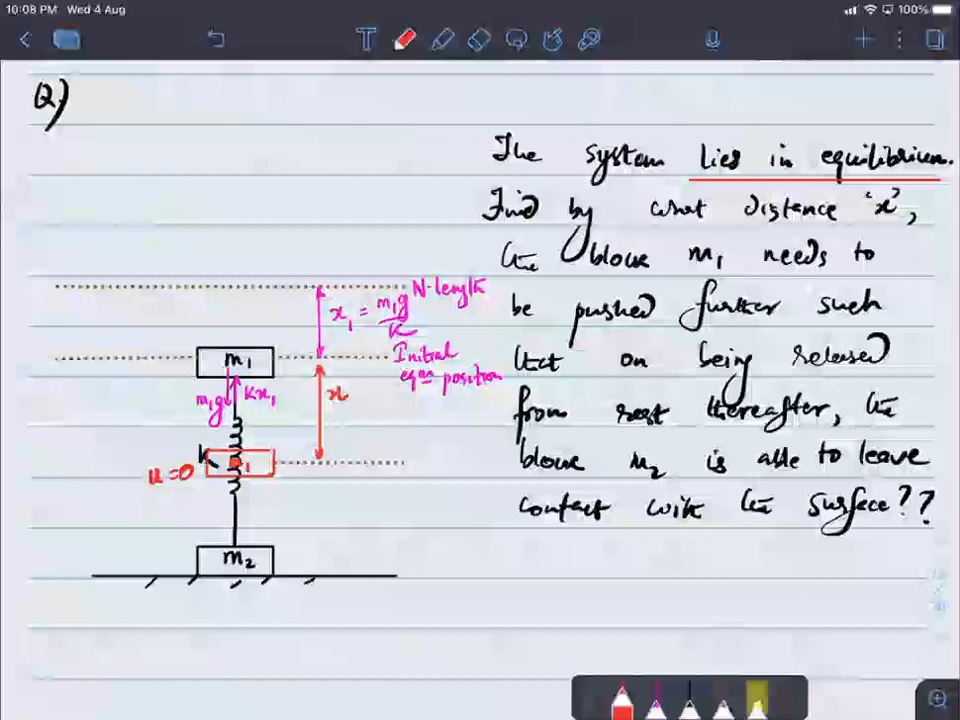 10:08 PM Wed 4 Aug
100%
Q)
The system lies in equilibrium.
Find by what distance 'x',
the block m₁ needs to
be pushed further such
that on being released
from rest thereafter, the
block m₂ is able to leave
contact with the surface??
N·length
x₁ = m₁g/K
Initial
eqm position
m₁
m₁g
Kx₁
x
K
1
u=0
m₂